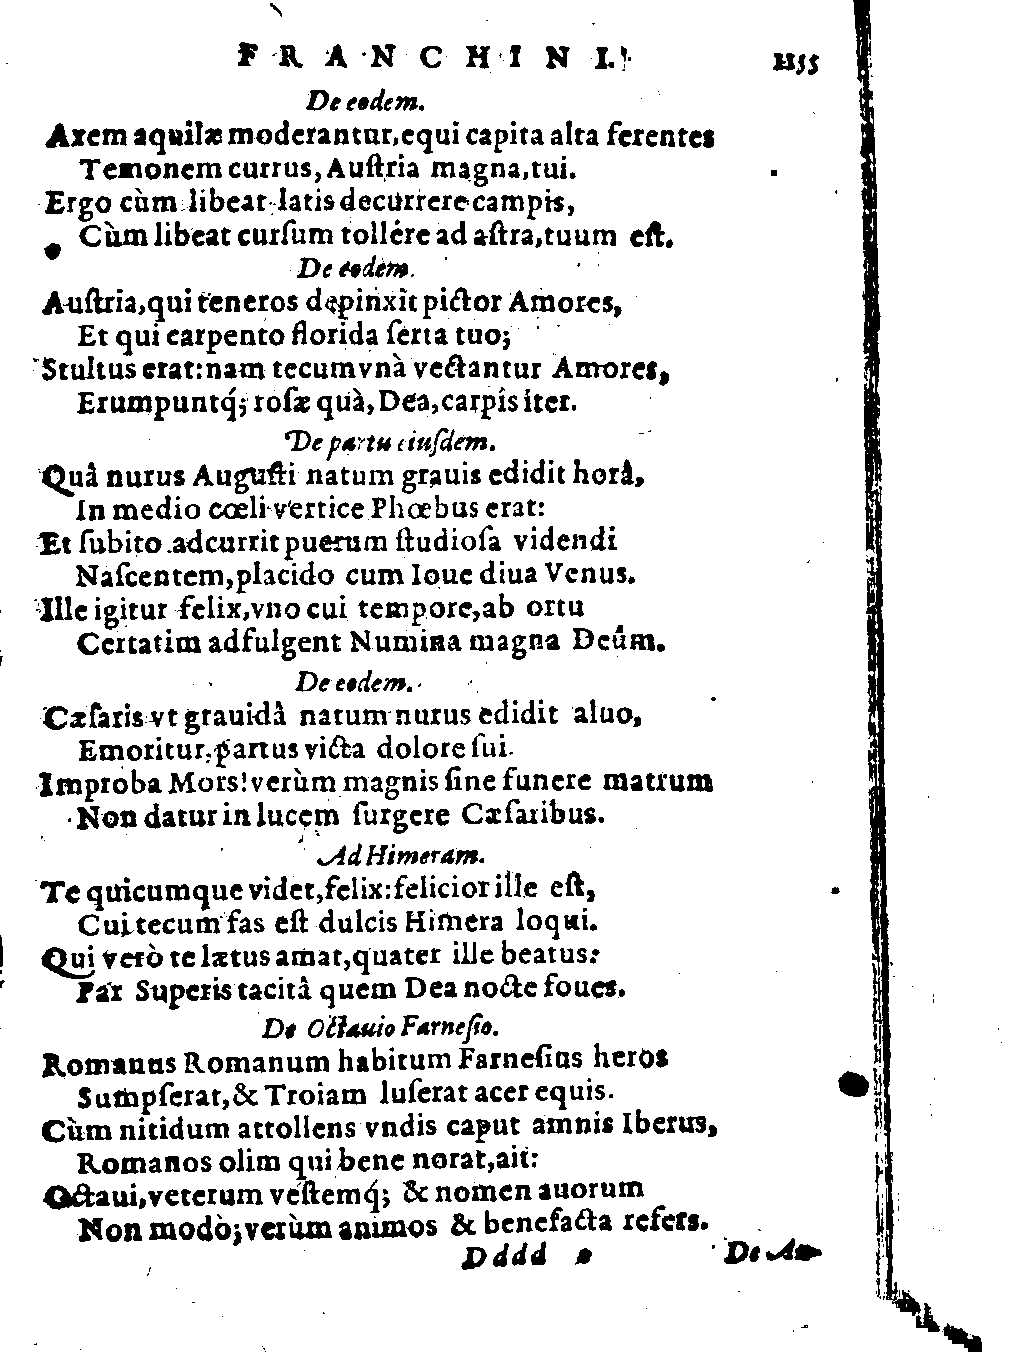 FRANCHINI. 1155
De eodem.
Axem aquilæ moderantur, equi capita alta ferentes
Temonem currus, Auſtria magna, tui.
Ergo cùm libeat latis decurrere campis,
Cùm libeat curſum tollere ad aſtra, tuum eſt.
De eodem.
Auſtria, qui teneros depinxit pictor Amores,
Et qui carpento florida ſerta tuo;
Stultus erat: nam tecum vnà vectantur Amores,
Erumpuntq́; roſæ quà, Dea, carpis iter.
De partu eiuſdem.
Quâ nurus Auguſti natum grauis edidit horâ,
In medio cœli vertice Phœbus erat:
Et ſubito adcurrit puerum ſtudioſa videndi
Naſcentem, placido cum Ioue diua Venus.
Ille igitur felix, vno cui tempore, ab ortu
Certatim adfulgent Numina magna Deûm.
De eodem.
Cæſaris vt grauidâ natum nurus edidit aluo,
Emoritur, partus victa dolore ſui.
Improba Mors! verùm magnis ſine funere matrum
Non datur in lucem ſurgere Cæſaribus.
Ad Himeram.
Te quicumque videt, felix: felicior ille eſt,
Cui tecum fas eſt dulcis Himera loqui.
Qui verò te lætus amat, quater ille beatus:
Par Superis tacitâ quem Dea nocte foues.
De Octauio Farneſio.
Romanus Romanum habitum Farneſius heros
Sumpſerat, & Troiam luſerat acer equis.
Cùm nitidum attollens vndis caput amnis Iberus,
Romanos olim qui bene norat, ait:
Octaui, veterum veſtemq́; & nomen auorum
Non modò; verùm animos & benefacta refers.
Dddd
De